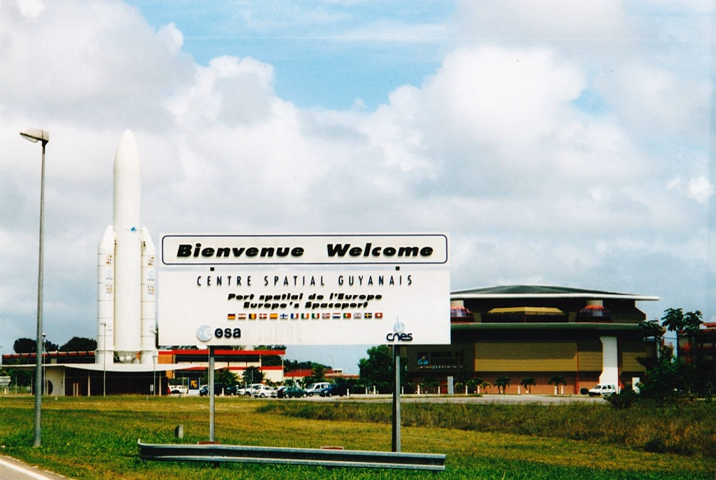 Bienvenue Welcome
CENTRE SPATIAL GUYANAIS
Port spatial de l'Europe
Europe's Spaceport
esa
cnes